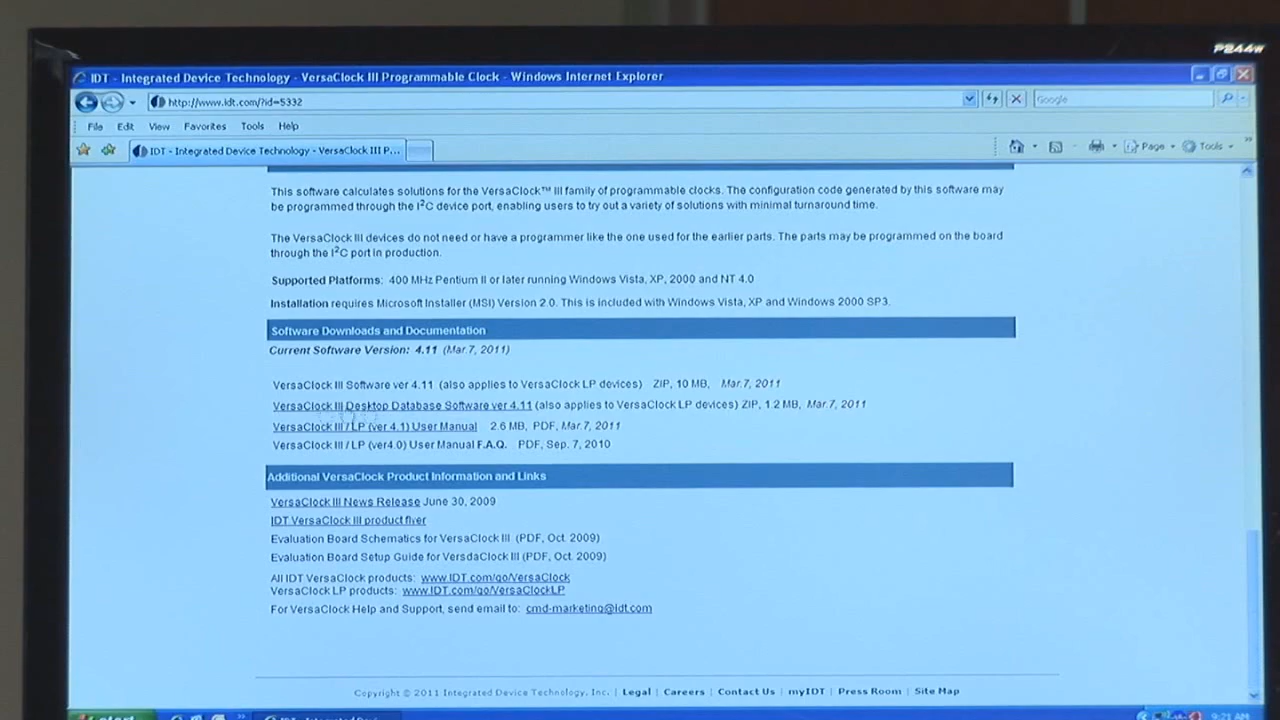 P244w
IDT - Integrated Device Technology - VersaClock III Programmable Clock - Windows Internet Explorer
http://www.idt.com/?id=5332
Google
File Edit View Favorites Tools Help
IDT - Integrated Device Technology - VersaClock III P...
Page Tools
This software calculates solutions for the VersaClock™ III family of programmable clocks. The configuration code generated by this software may
be programmed through the I²C device port, enabling users to try out a variety of solutions with minimal turnaround time.
The VersaClock III devices do not need or have a programmer like the one used for the earlier parts. The parts may be programmed on the board
through the I²C port in production.
Supported Platforms: 400 MHz Pentium II or later running Windows Vista, XP, 2000 and NT 4.0
Installation requires Microsoft Installer (MSI) Version 2.0. This is included with Windows Vista, XP and Windows 2000 SP3.
Software Downloads and Documentation
Current Software Version: 4.11 (Mar.7, 2011)
VersaClock III Software ver 4.11 (also applies to VersaClock LP devices) ZIP, 10 MB, Mar.7, 2011
VersaClock III Desktop Database Software ver 4.11 (also applies to VersaClock LP devices) ZIP, 1.2 MB, Mar.7, 2011
VersaClock III / LP (ver 4.1) User Manual 2.6 MB, PDF, Mar.7, 2011
VersaClock III / LP (ver4.0) User Manual F.A.Q. PDF, Sep. 7, 2010
Additional VersaClock Product Information and Links
VersaClock III News Release June 30, 2009
IDT VersaClock III product flyer
Evaluation Board Schematics for VersaClock III (PDF, Oct. 2009)
Evaluation Board Setup Guide for VersdaClock III (PDF, Oct. 2009)
All IDT VersaClock products: www.IDT.com/go/VersaClock
VersaClock LP products: www.IDT.com/go/VersaClockLP
For VersaClock Help and Support, send email to: cmd-marketing@idt.com
Copyright © 2011 Integrated Device Technology, Inc. | Legal | Careers | Contact Us | myIDT | Press Room | Site Map
start
9:21 AM